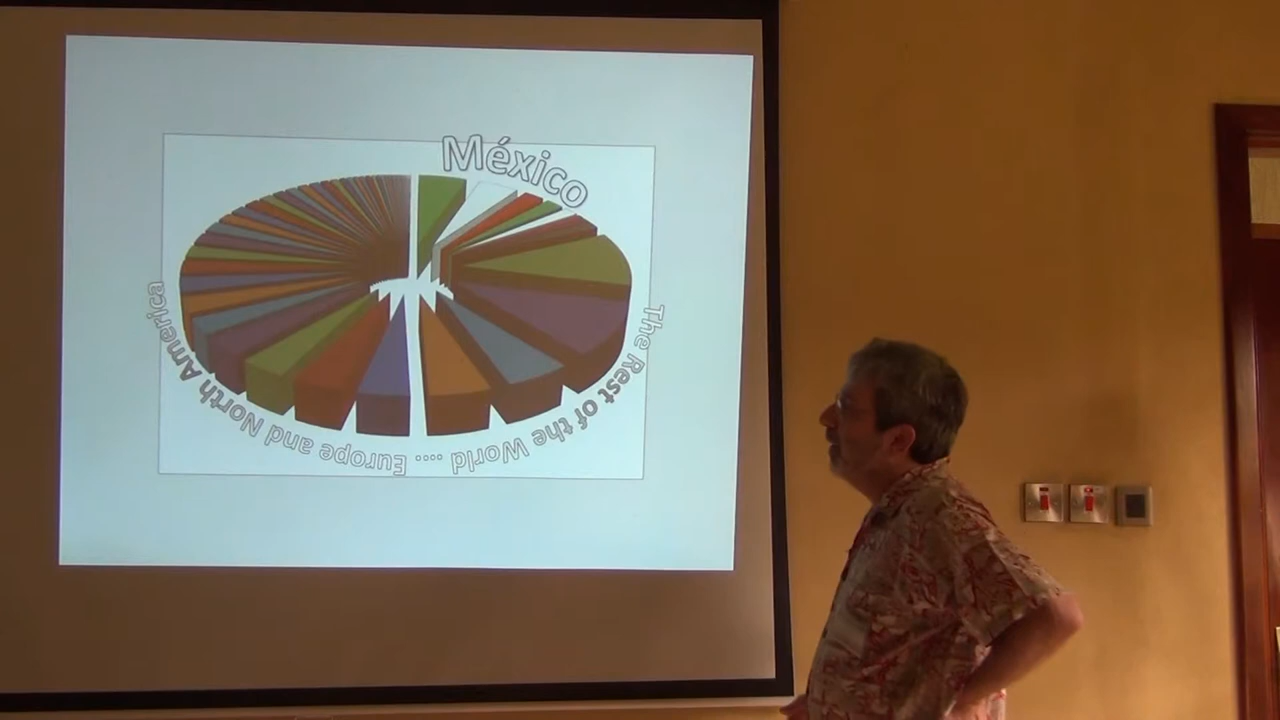 México
The Rest of the World .... Europe and North America